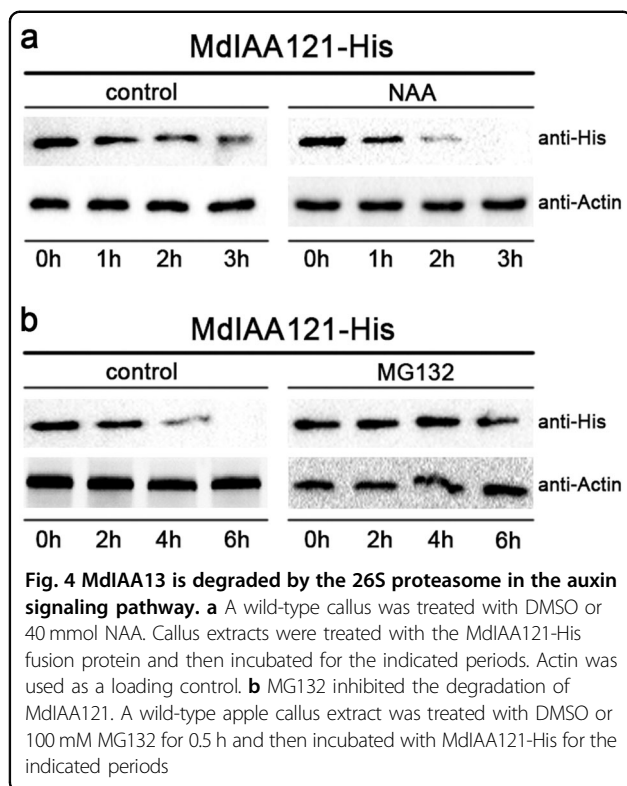 a
MdIAA121-His
control NAA
anti-His
anti-Actin
0h 1h 2h 3h 0h 1h 2h 3h
b
MdIAA121-His
control MG132
anti-His
anti-Actin
0h 2h 4h 6h 0h 2h 4h 6h
Fig. 4 MdIAA13 is degraded by the 26S proteasome in the auxin
signaling pathway. a A wild-type callus was treated with DMSO or
40 mmol NAA. Callus extracts were treated with the MdIAA121-His
fusion protein and then incubated for the indicated periods. Actin was
used as a loading control. b MG132 inhibited the degradation of
MdIAA121. A wild-type apple callus extract was treated with DMSO or
100 mM MG132 for 0.5 h and then incubated with MdIAA121-His for the
indicated periods